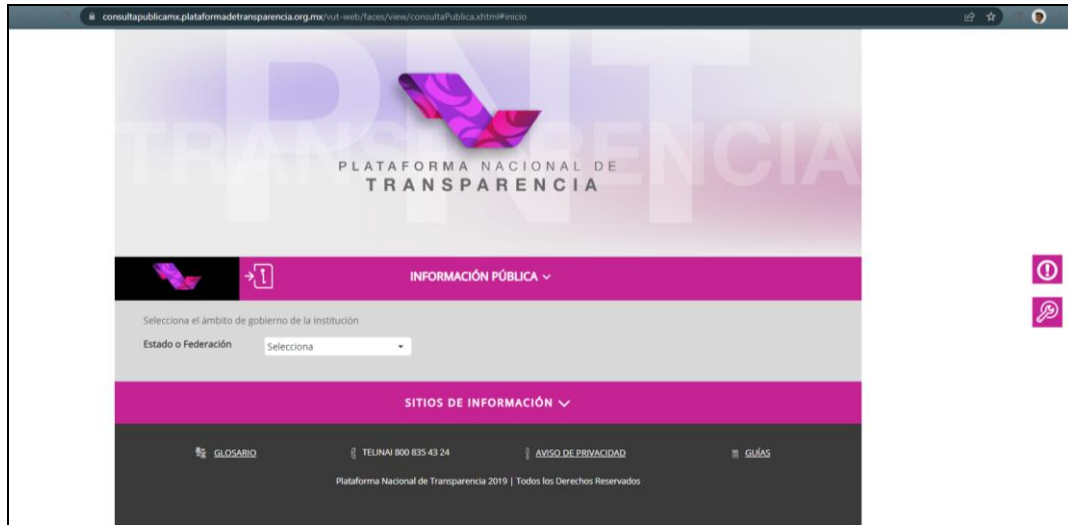 consultapublicamx.plataformadetransparencia.org.mx/vut-web/faces/view/consultaPublica.xhtml#inicio
PNT
TRANSPARENCIA
PLATAFORMA NACIONAL DE
TRANSPARENCIA
INFORMACIÓN PÚBLICA
Selecciona el ámbito de gobierno de la institución
Estado o Federación Selecciona
SITIOS DE INFORMACIÓN
GLOSARIO TELINAI 800 835 43 24 AVISO DE PRIVACIDAD GUÍAS
Plataforma Nacional de Transparencia 2019 | Todos los Derechos Reservados